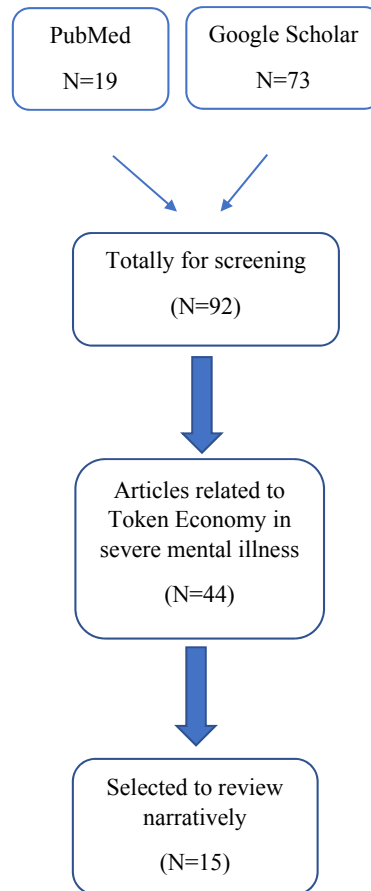 PubMed
N=19
Google Scholar
N=73
Totally for screening
(N=92)
Articles related to
Token Economy in
severe mental illness
(N=44)
Selected to review
narratively
(N=15)